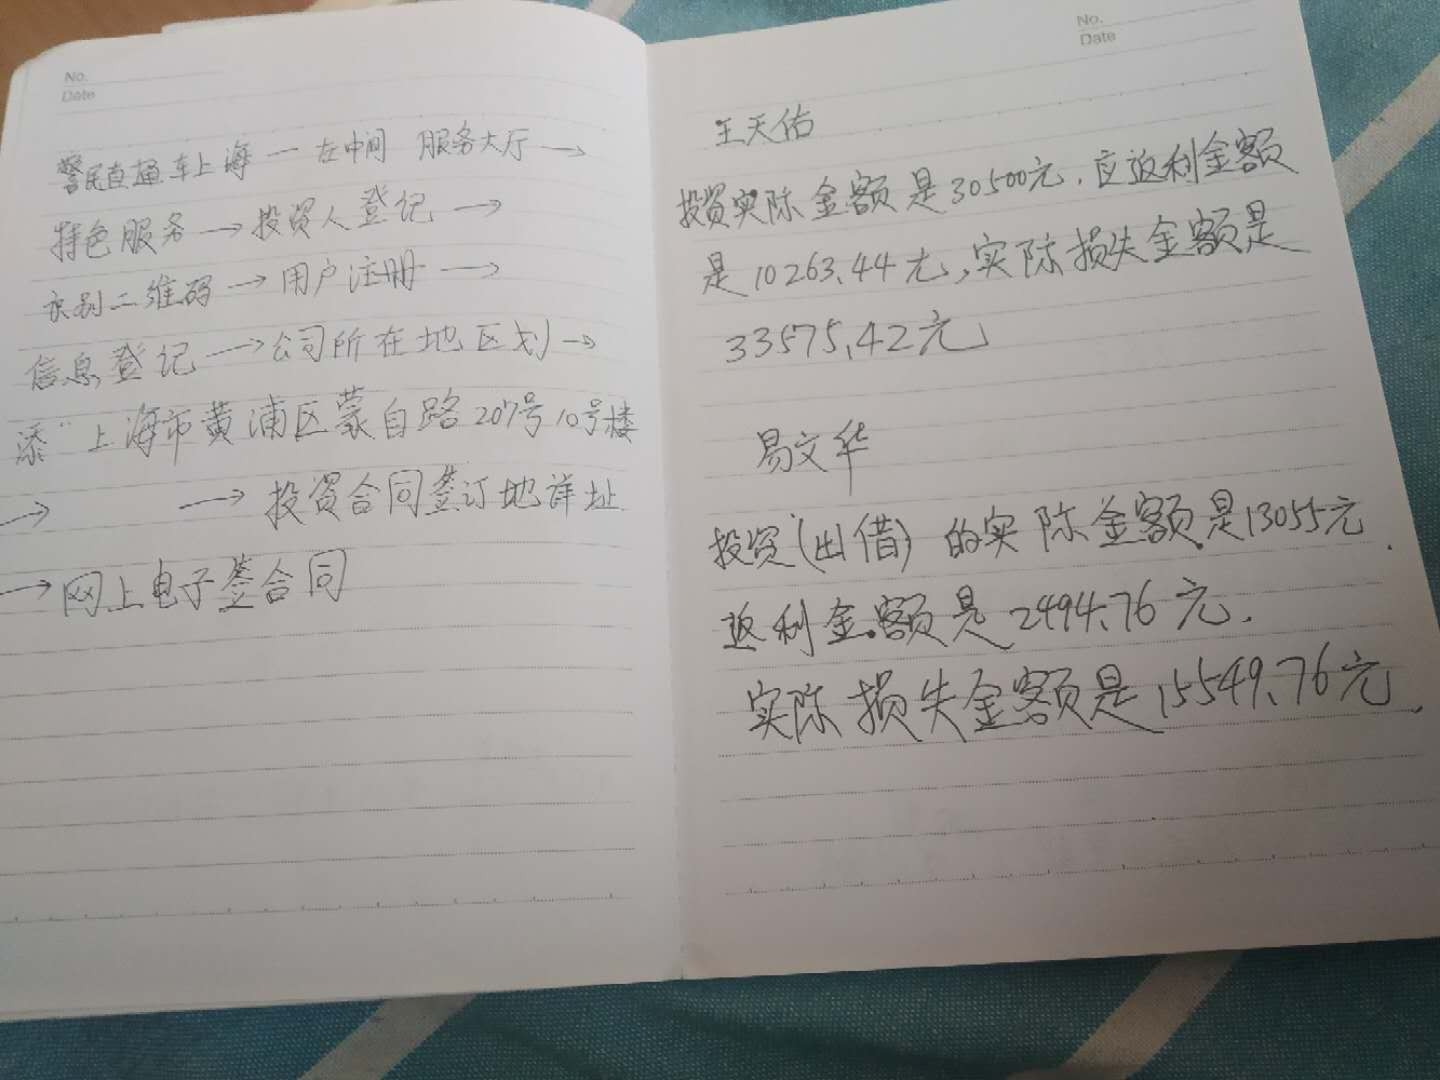 No.
Date
警民直通车上海 一 左中间 服务大厅 →
特色服务 → 投资人登记 →
识别二维码 → 用户注册 →
信息登记 → 公司所在地区划 →
添"上海市黄浦区蒙自路207号10号楼
→ → 投资合同签订地详址
→ 网上电子签合同
No.
Date
王天佑
投资实际金额是30500元,应返利金额
是10263.44元,实际损失金额是
33575.42元
易文华
投资(出借)的实际金额是13055元.
返利金额是2494.76元.
实际损失金额是15549.76元.